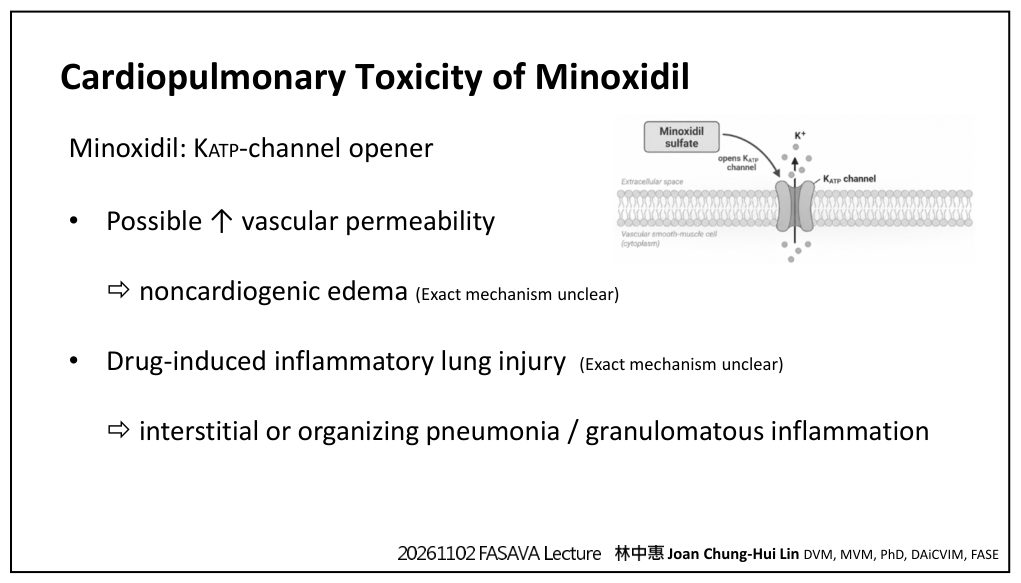 Cardiopulmonary Toxicity of Minoxidil
Minoxidil: KATP-channel opener
• Possible ↑ vascular permeability
⇨ noncardiogenic edema (Exact mechanism unclear)
• Drug-induced inflammatory lung injury (Exact mechanism unclear)
⇨ interstitial or organizing pneumonia / granulomatous inflammation
Minoxidil
sulfate
opens KATP
channel
K+
KATP channel
Extracellular space
Vascular smooth-muscle cell
(cytoplasm)
20261102 FASAVA Lecture 林中惠 Joan Chung-Hui Lin DVM, MVM, PhD, DAiCVIM, FASE